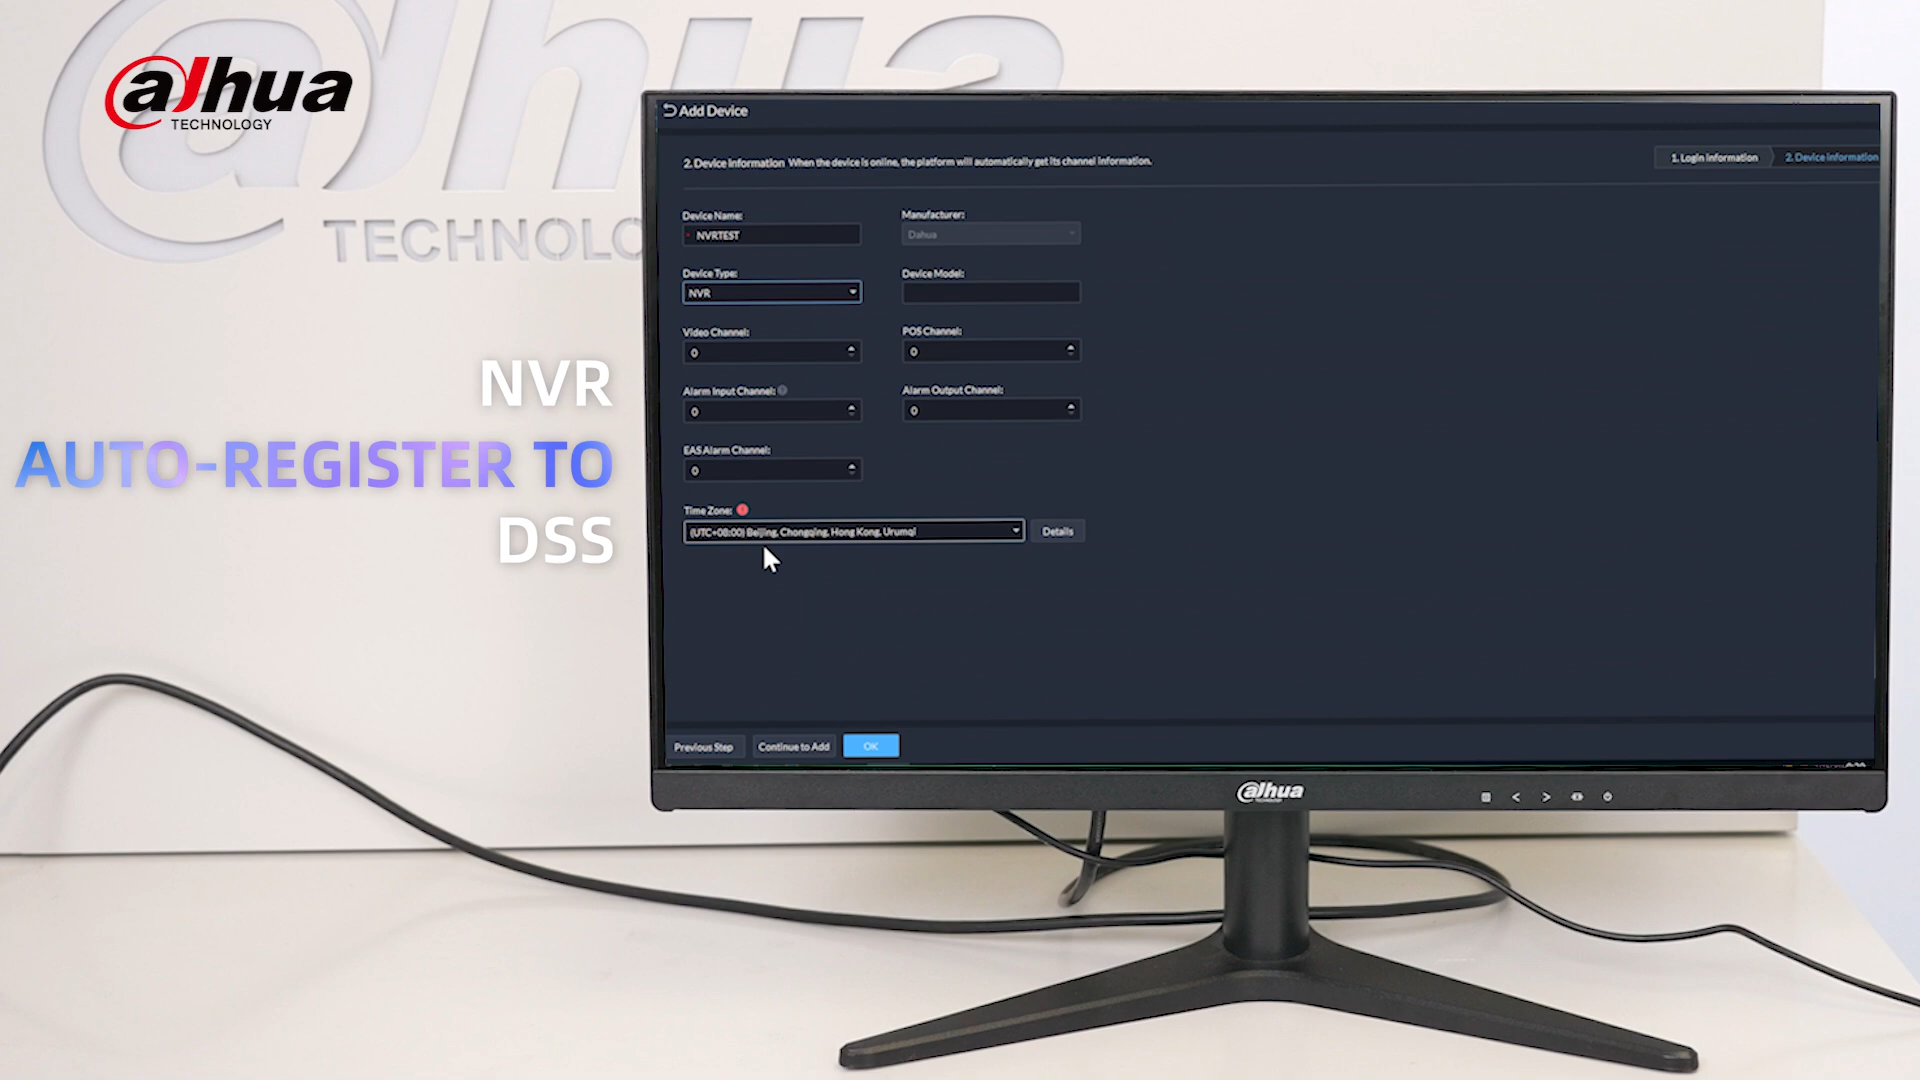 alhua
TECHNOLOGY
TECHNOLO
NVR
AUTO-REGISTER TO
DSS
Add Device
2. Device Information When the device is online, the platform will automatically get its channel information.
1. Login information
2. Device information
Device Name:
Manufacturer:
* NVRTEST
Dahua
Device Type:
Device Model:
NVR
Video Channel:
POS Channel:
0
0
Alarm Input Channel:
Alarm Output Channel:
0
0
EAS Alarm Channel:
0
Time Zone:
(UTC+08:00) Beijing, Chongqing, Hong Kong, Urumqi
Details
Previous Step
Continue to Add
OK
alhua
TECHNOLOGY